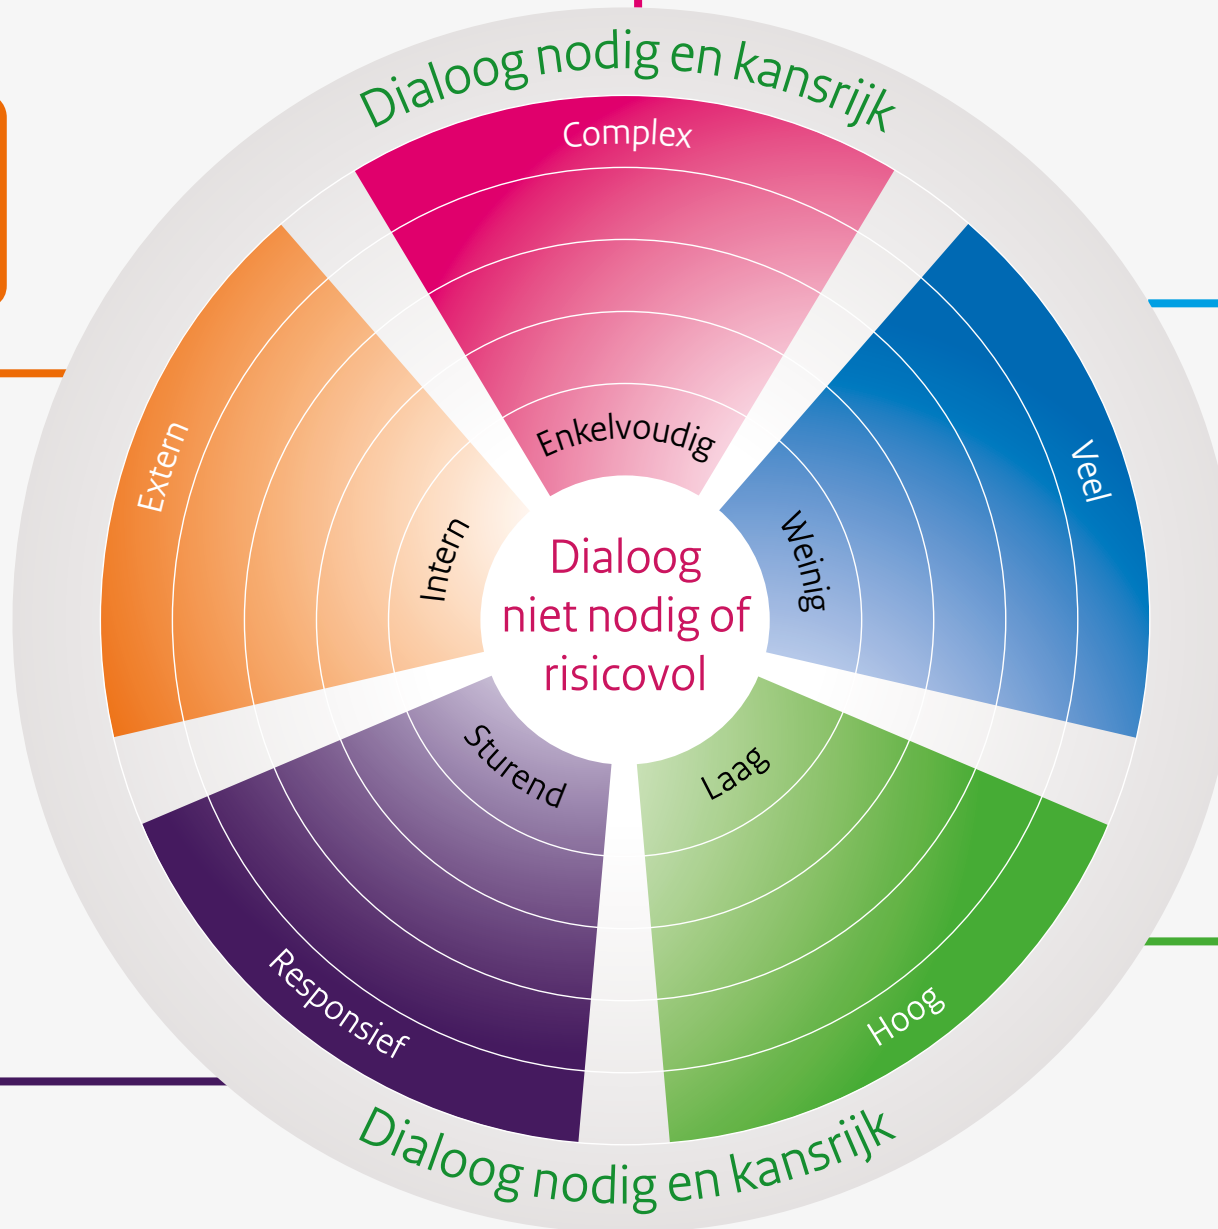 Dialoog nodig en kansrijk
Complex
Enkelvoudig
Extern
Intern
Weinig
Veel
Dialoog
niet nodig of
risicovol
Sturend
Laag
Responsief
Hoog
Dialoog nodig en kansrijk